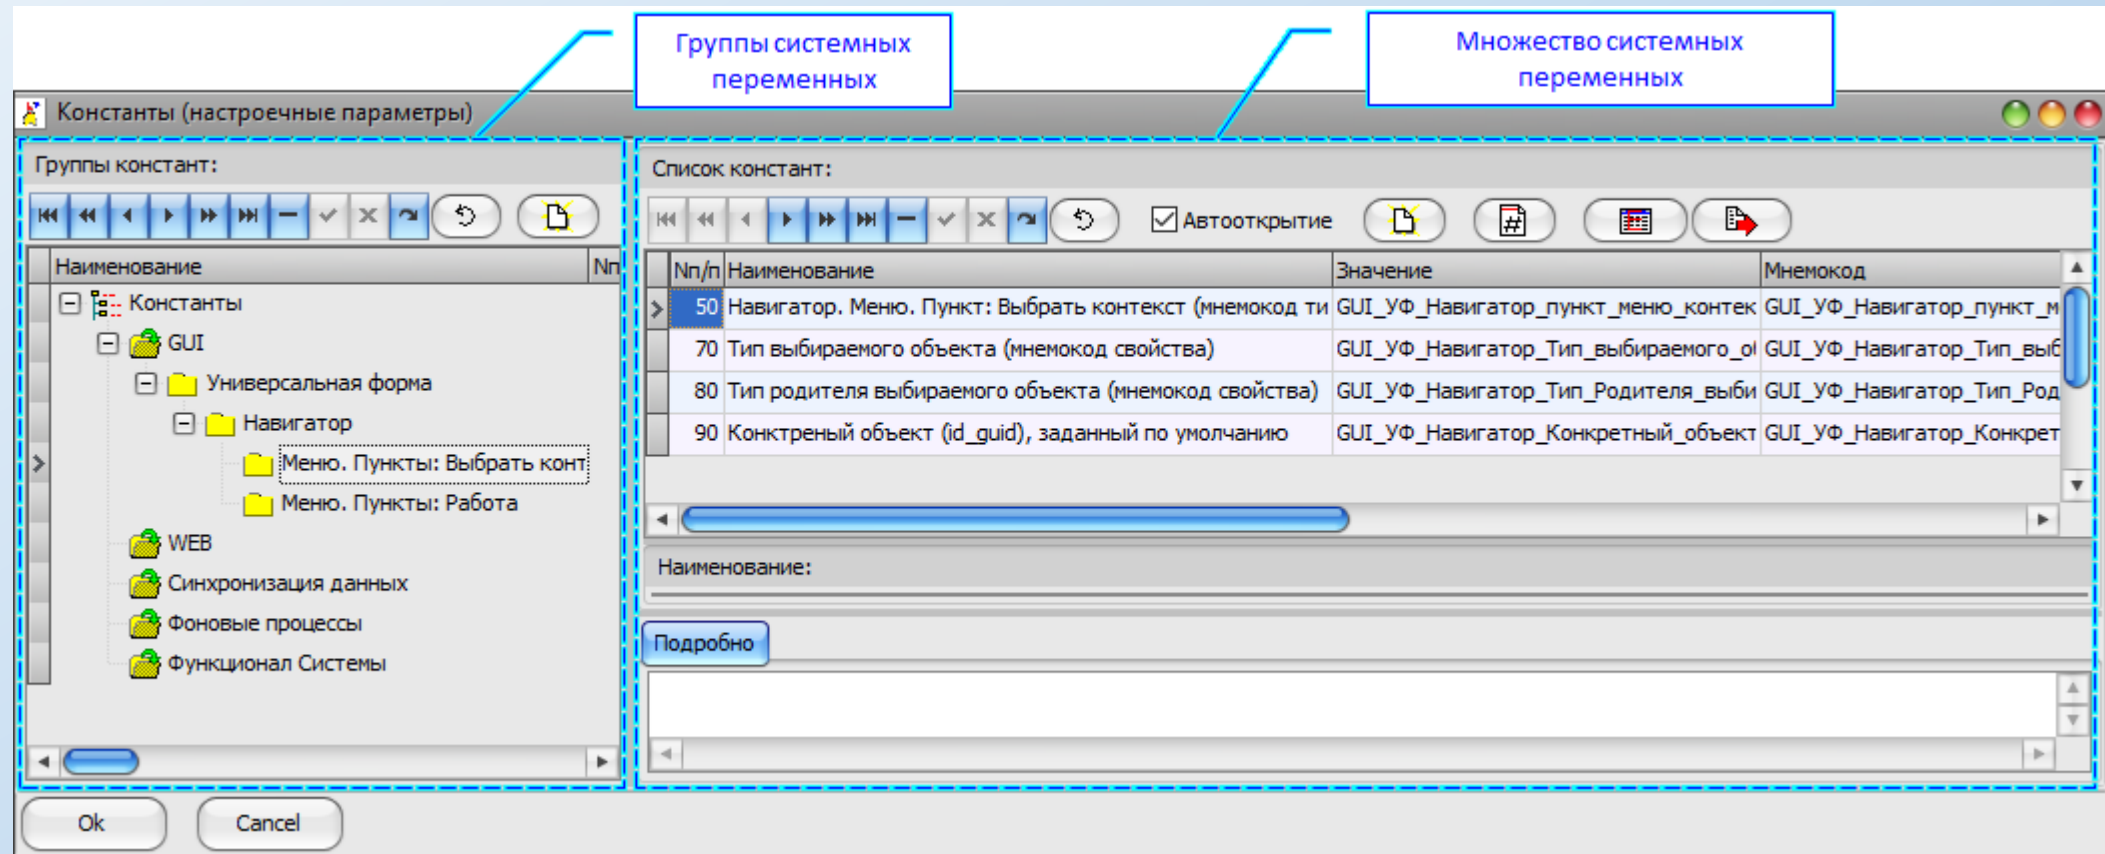 Группы системных
переменных
Множество системных
переменных
Константы (настроечные параметры)
Группы констант:
Наименование Nп
Константы
GUI
Универсальная форма
Навигатор
Меню. Пункты: Выбрать конт
Меню. Пункты: Работа
WEB
Синхронизация данных
Фоновые процессы
Функционал Системы
Список констант:
Автооткрытие
Nп/п Наименование Значение Мнемокод
50 Навигатор. Меню. Пункт: Выбрать контекст (мнемокод ти GUI_УФ_Навигатор_пункт_меню_контек GUI_УФ_Навигатор_пункт_м
70 Тип выбираемого объекта (мнемокод свойства) GUI_УФ_Навигатор_Тип_выбираемого_о GUI_УФ_Навигатор_Тип_выб
80 Тип родителя выбираемого объекта (мнемокод свойства) GUI_УФ_Навигатор_Тип_Родителя_выби GUI_УФ_Навигатор_Тип_Род
90 Конктреный объект (id_guid), заданный по умолчанию GUI_УФ_Навигатор_Конкретный_объект GUI_УФ_Навигатор_Конкрет
Наименование:
Подробно
Ok Cancel